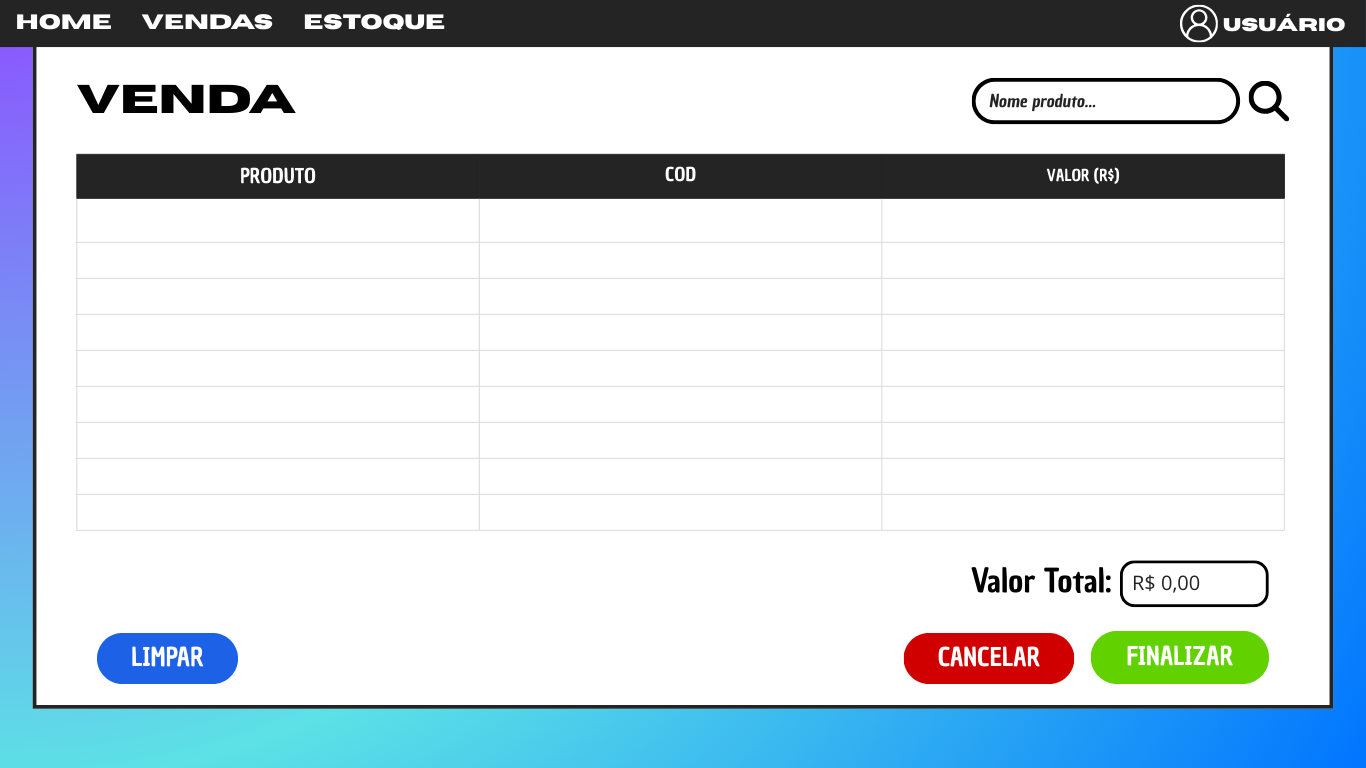 HOME VENDAS ESTOQUE USUÁRIO
VENDA
Nome produto...
PRODUTO COD VALOR (R$)
Valor Total: R$ 0,00
LIMPAR CANCELAR FINALIZAR